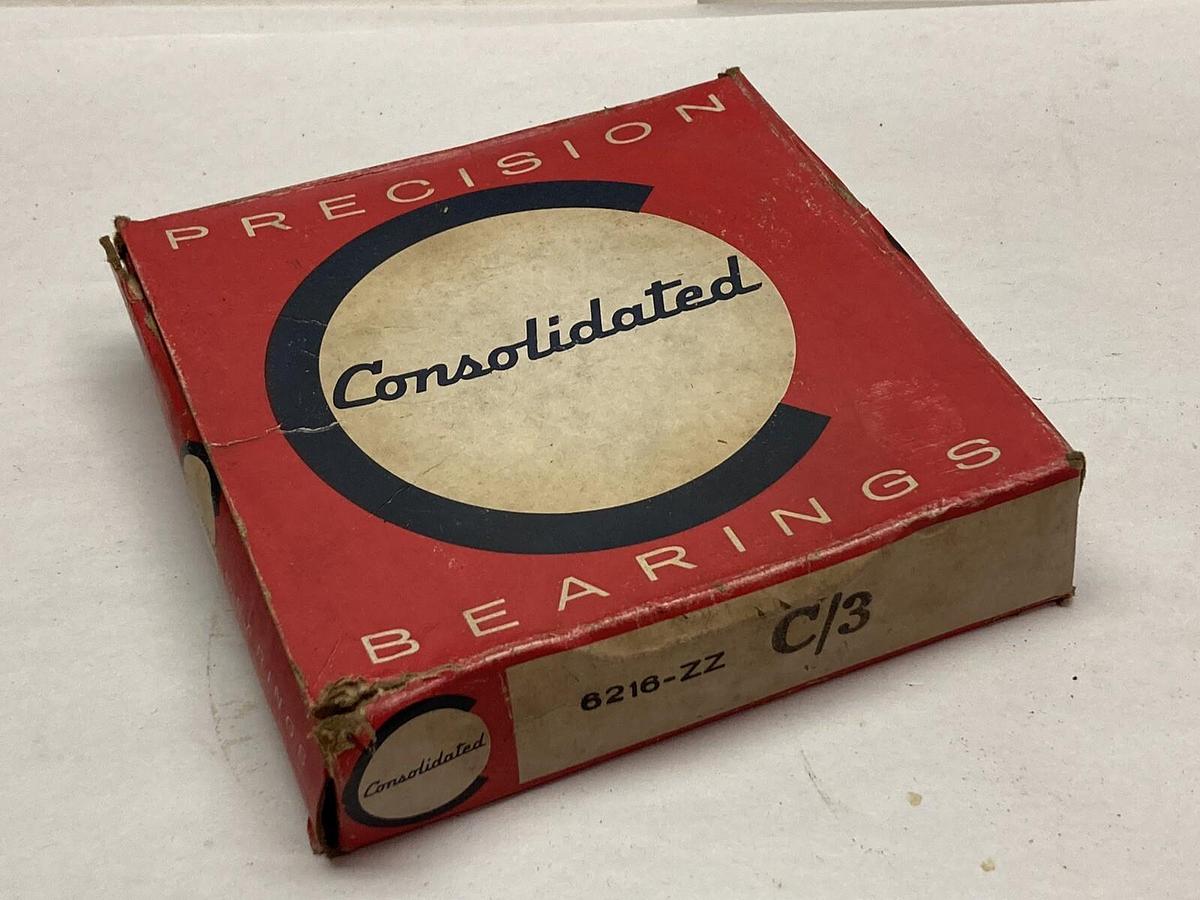 PRECISION
Consolidated
BEARINGS
C/3
6216-ZZ
Consolidated